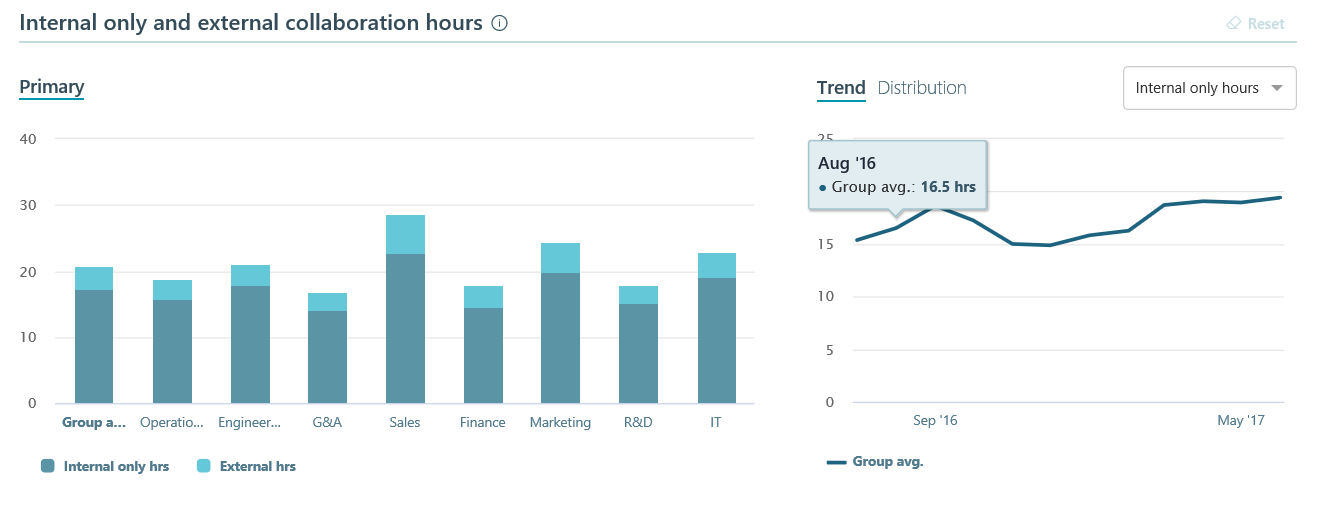 Internal only and external collaboration hours
Reset
Primary
Trend Distribution
Internal only hours
40
30
20
10
0
Group a... Operatio... Engineer... G&A Sales Finance Marketing R&D IT
Internal only hrs External hrs
25
Aug '16
Group avg.: 16.5 hrs
15
10
5
0
Sep '16 May '17
Group avg.